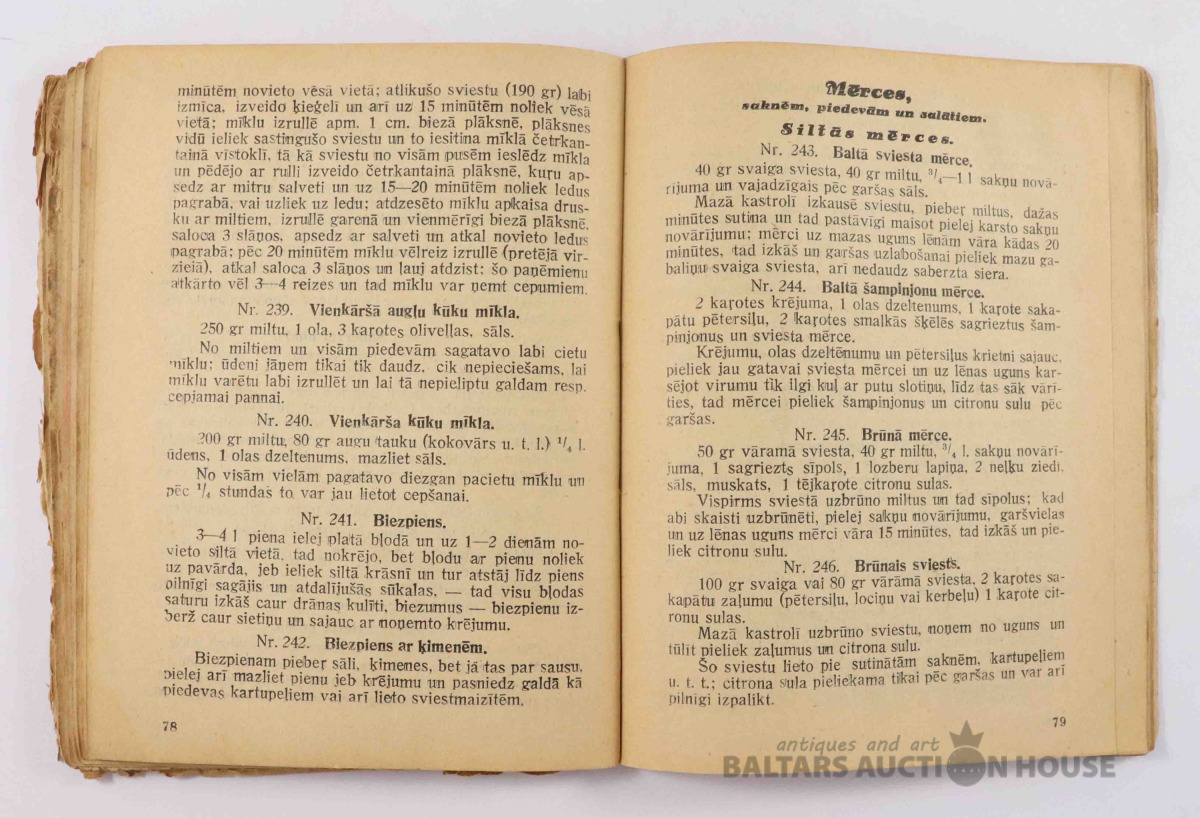 minūtēm novieto vēsā vietā; atlikušo sviestu (190 gr) labi
izmīca, izveido ķieģelī un arī uz 15 minūtēm noliek vēsā
vietā; mīklu izrullē apm. 1 cm. biezā plāksnē, plāksnes
vidū ieliek sastingušo sviestu un to iesitina mīklā četrkan-
tainā vīstoklī, tā kā sviestu no visām pusēm ieslēdz mīkla
un pēdējo ar rulli izveido četrkantainā plāksnē, kuru ap-
sedz ar mitru salveti un uz 15—20 minūtēm noliek ledus
pagrabā, vai uzliek uz ledu; atdzesēto mīklu apkaisa drus-
ku ar miltiem, izrullē garenā un vienmērīgi biezā plāksnē,
saloca 3 slāņos, apsedz ar salveti un atkal novieto ledus
pagrabā; pēc 20 minūtēm mīklu vēlreiz izrullē (pretējā vir-
zieiā), atkal saloca 3 slāņos un ļauj atdzist; šo paņēmienu
atkārto vēl 3—4 reizes un tad mīklu var ņemt cepumiem.
Nr. 239. Vienkāršā augļu kūku mīkla.
250 gr miltu, 1 ola, 3 karotes oliveļļas, sāls.
No miltiem un visām piedevām sagatavo labi cietu
mīklu; ūdeni jāņem tikai tik daudz, cik nepieciešams, lai
mīklu varētu labi izrullēt un lai tā nepieliptu galdam resp.
cepjamai pannai.
Nr. 240. Vienkārša kūku mīkla.
200 gr miltu, 80 gr augu tauku (kokovārs u. t. l.) ¼ l.
ūdens, 1 olas dzeltenums, mazliet sāls.
No visām vielām pagatavo diezgan pacietu mīklu un
pēc ¼ stundas to var jau lietot cepšanai.
Nr. 241. Biezpiens.
3—4 l piena ielej platā bļodā un uz 1—2 dienām no-
vieto siltā vietā, tad nokrējo, bet bļodu ar pienu noliek
uz pavārda, jeb ieliek siltā krāsnī un tur atstāj līdz piens
pilnīgi sagājis un atdalījušās sūkalas, — tad visu bļodas
saturu izkāš caur drānas kulīti, biezumus — biezpienu iz-
berž caur sietiņu un sajauc ar noņemto krējumu.
Nr. 242. Biezpiens ar ķimenēm.
Biezpienam pieber sāli, ķimenes, bet jā tas par sausu,
pielej arī mazliet pienu jeb krējumu un pasniedz galdā kā
piedevas kartupeļiem vai arī lieto sviestmaizītēm.
78
Mērces,
saknēm, piedevām un salātiem.
Siltās mērces.
Nr. 243. Baltā sviesta mērce.
40 gr svaiga sviesta, 40 gr miltu, ¾—1 l sakņu novā-
rījuma un vajadzīgais pēc garšas sāls.
Mazā kastrolī izkausē sviestu, pieber miltus, dažas
minūtes sutina un tad pastāvīgi maisot pielej karsto sakņu
novārījumu; mērci uz mazas uguns lēnām vāra kādas 20
minūtes, tad izkāš un garšas uzlabošanai pieliek mazu ga-
baliņu svaiga sviesta, arī nedaudz saberzta siera.
Nr. 244. Baltā šampinjonu mērce.
2 karotes krējuma, 1 olas dzeltenums, 1 karote saka-
pātu pētersiļu, 2 karotes smalkās šķēlēs sagrieztus šam-
pinjonus un sviesta mērce.
Krējumu, olas dzeltēnumu un pētersiļus krietni sajauc,
pieliek jau gatavai sviesta mērcei un uz lēnas uguns kar-
sējot virumu tik ilgi kuļ ar putu slotiņu, līdz tas sāk vārī-
ties, tad mērcei pieliek šampinjonus un citronu sulu pēc
garšas.
Nr. 245. Brūnā mērce.
50 gr vāramā sviesta, 40 gr miltu, ¾ l. sakņu novārī-
juma, 1 sagriezts sīpols, 1 lozberu lapiņa, 2 neļķu ziedi,
sāls, muskats, 1 tējkarote citronu sulas.
Vispirms sviestā uzbrūno miltus un tad sīpolus; kad
abi skaisti uzbrūnēti, pielej sakņu novārījumu, garšvielas
un uz lēnas uguns mērci vāra 15 minūtes, tad izkāš un pie-
liek citronu sulu.
Nr. 246. Brūnais sviests.
100 gr svaiga vai 80 gr vārāmā sviesta, 2 karotes sa-
kapātu zaļumu (pētersiļu, lociņu vai kerbeļu) 1 karote cit-
ronu sulas.
Mazā kastrolī uzbrūno sviestu, noņem no uguns un
tūlīt pieliek zaļumus un citrona sulu.
Šo sviestu lieto pie sutinātām saknēm, kartupeļiem
u. t. t.; citrona sula pieliekama tikai pēc garšas un var arī
pilnīgi izpalikt.
79
antiques and art
BALTARS AUCTION HOUSE